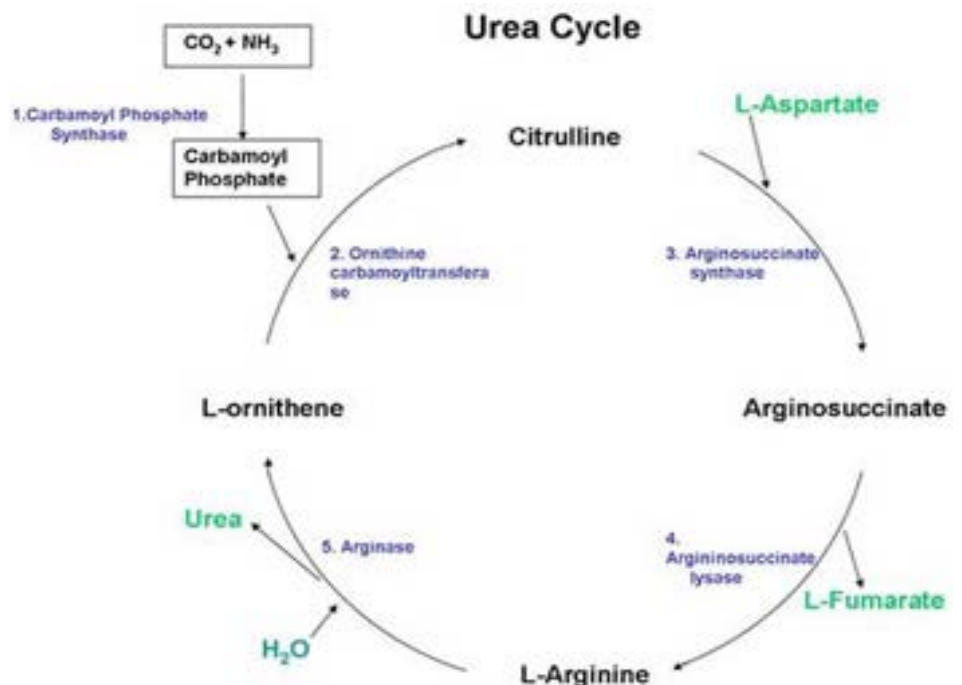 Urea Cycle
CO₂ + NH₃
1.Carbamoyl Phosphate
Synthase
Carbamoyl
Phosphate
Citrulline
L-Aspartate
2. Ornithine
carbamoyltransfera
se
3. Arginosuccinate
synthase
L-ornithene
Arginosuccinate
Urea
5. Arginase
4.
Argininosuccinate
lysase
L-Fumarate
H₂O
L-Arginine